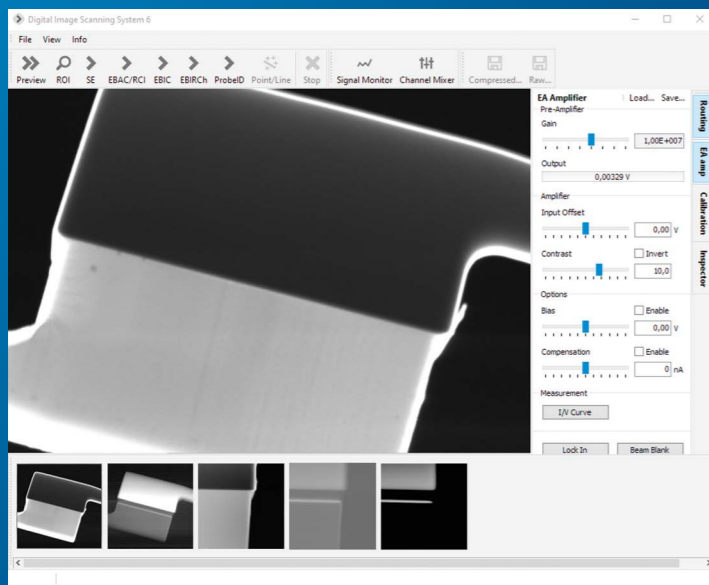 Digital Image Scanning System 6
File View Info
Preview ROI SE EBAC/RCI EBIC EBIRCh ProbeID Point/Line Stop Signal Monitor Channel Mixer Compressed... Raw...
EA Amplifier Load... Save...
Pre-Amplifier
Gain
1,00E+007
Output
0,00329 V
Amplifier
Input Offset
0,00 V
Contrast Invert
10,0
Options
Bias Enable
0,00 V
Compensation Enable
0 nA
Measurement
I/V Curve
Lock In Beam Blank
Routing
EA amp
Calibration
Inspector